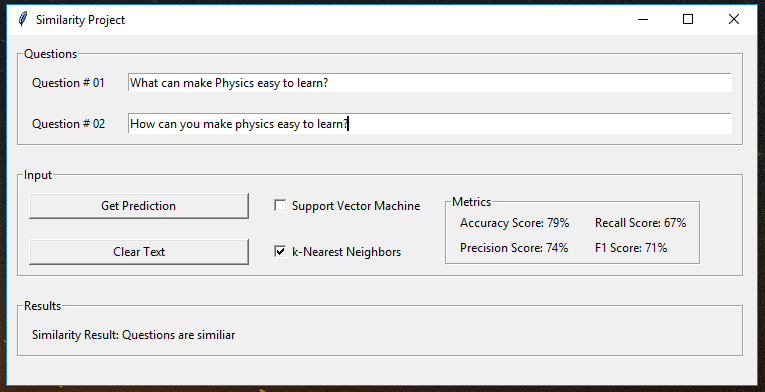 Similarity Project
Questions
Question # 01 What can make Physics easy to learn?
Question # 02 How can you make physics easy to learn?
Input
Get Prediction
Support Vector Machine
Clear Text
k-Nearest Neighbors
Metrics
Accuracy Score: 79% Recall Score: 67%
Precision Score: 74% F1 Score: 71%
Results
Similarity Result: Questions are similiar